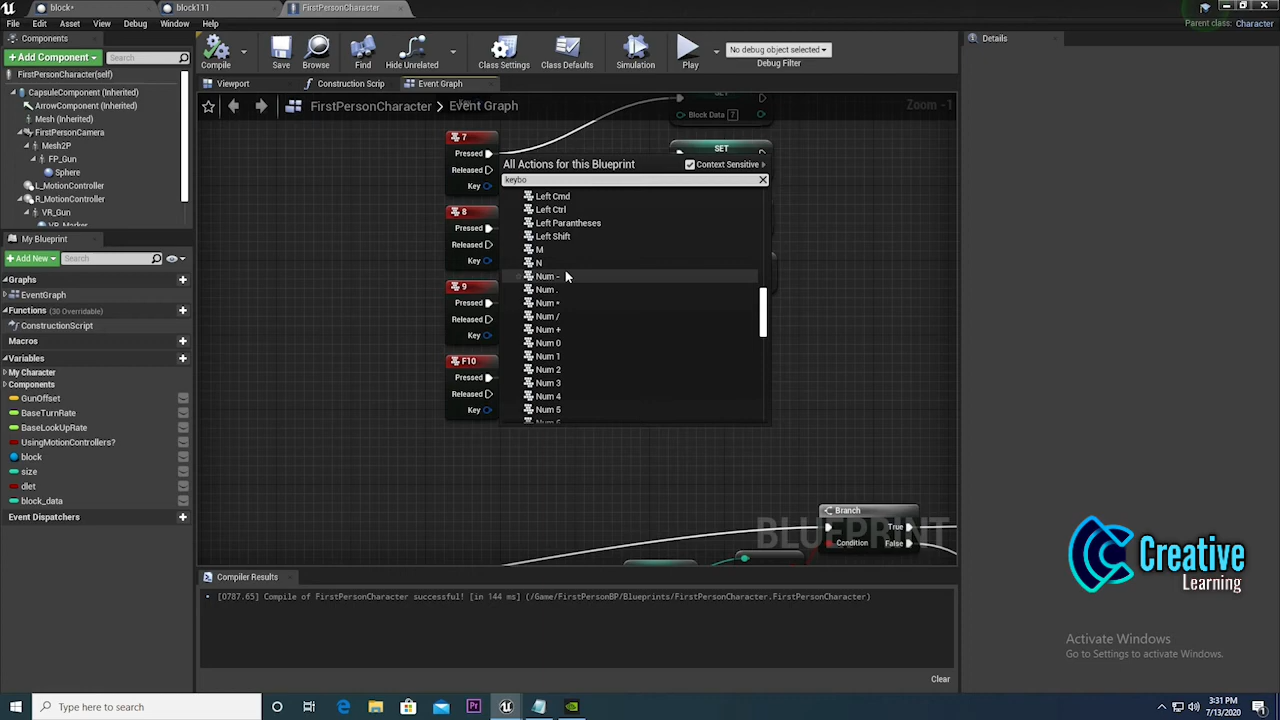 block*
block111
FirstPersonCharacter
File Edit Asset View Debug Window Help
Parent class: Character
Components
+ Add Component
Search
FirstPersonCharacter(self)
CapsuleComponent (Inherited)
ArrowComponent (Inherited)
Mesh (Inherited)
FirstPersonCamera
Mesh2P
FP_Gun
Sphere
L_MotionController
R_MotionController
VR_Gun
My Blueprint
+ Add New
Search
Graphs
EventGraph
Functions (30 Overridable)
ConstructionScript
Macros
Variables
My Character
Components
GunOffset
BaseTurnRate
BaseLookUpRate
UsingMotionControllers?
block
size
dlet
block_data
Event Dispatchers
Compile
Save
Browse
Find
Hide Unrelated
Class Settings
Class Defaults
Simulation
Play
No debug object selected
Debug Filter
Viewport
Construction Scrip
Event Graph
FirstPersonCharacter > Event Graph
Zoom -1
7
Pressed
Released
Key
8
Pressed
Released
Key
9
Pressed
Released
Key
F10
Pressed
Released
Key
SET
Block Data 7
SET
All Actions for this Blueprint
Context Sensitive
keybo
Left Cmd
Left Ctrl
Left Parantheses
Left Shift
M
N
Num -
Num .
Num *
Num /
Num +
Num 0
Num 1
Num 2
Num 3
Num 4
Num 5
Branch
True
Condition
False
BLUEPRINT
Compiler Results
[0787.65] Compile of FirstPersonCharacter successful! [in 144 ms] (/Game/FirstPersonBP/Blueprints/FirstPersonCharacter.FirstPersonCharacter)
Clear
Details
Creative
Learning
Activate Windows
Go to Settings to activate Windows.
Type here to search
3:31 PM
7/13/2020